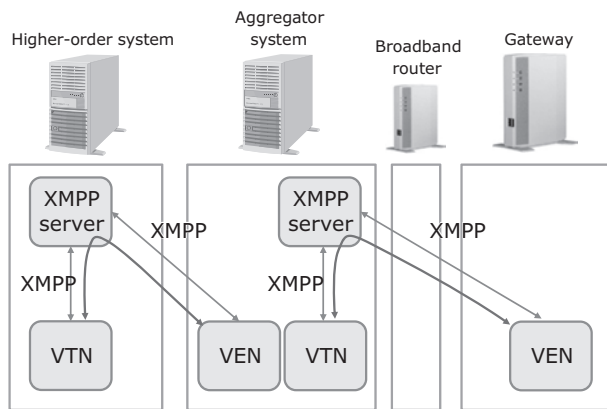 Higher-order system
Aggregator
system
Broadband
router
Gateway
XMPP
server
XMPP
XMPP
VTN
XMPP
server
XMPP
XMPP
VEN
VTN
VEN